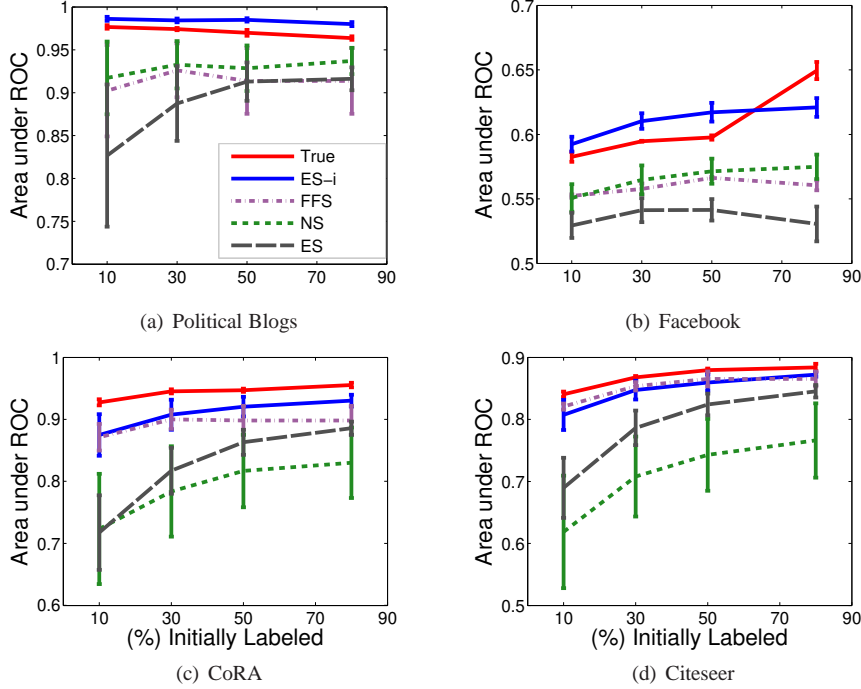 1
0.95
0.9
0.85
0.8
0.75
0.7
Area under ROC
10 30 50 70 90
True
ES-i
FFS
NS
ES
(a) Political Blogs
0.7
0.65
0.6
0.55
0.5
Area under ROC
10 30 50 70 90
(b) Facebook
1
0.9
0.8
0.7
0.6
Area under ROC
10 30 50 70 90
(%) Initially Labeled
(c) CoRA
0.9
0.8
0.7
0.6
0.5
Area under ROC
10 30 50 70 90
(%) Initially Labeled
(d) Citeseer